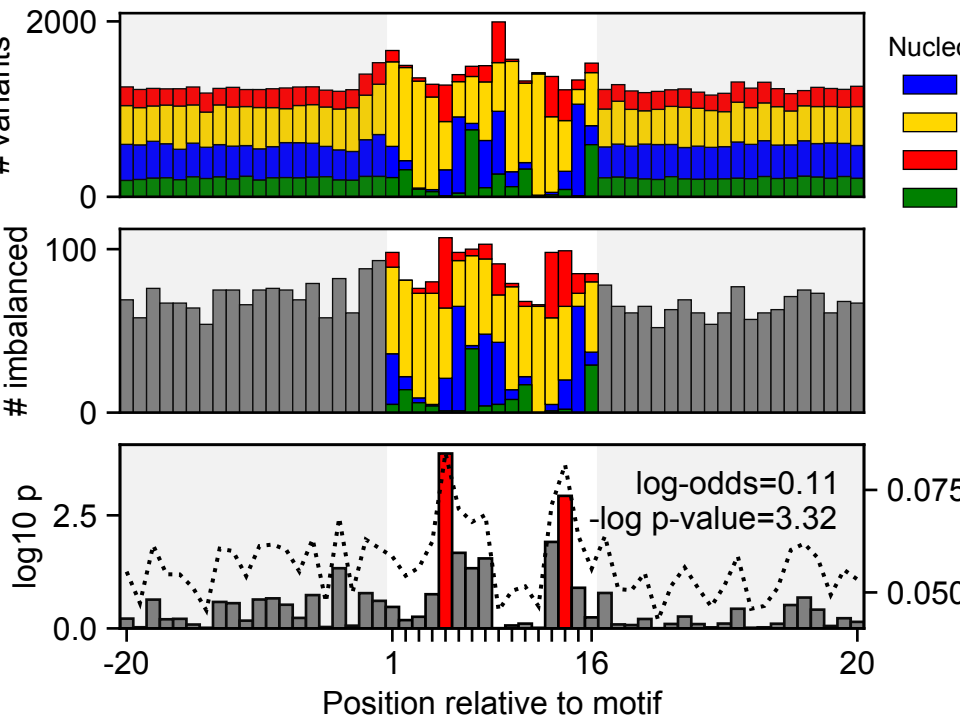 2000
0
# variants
Nucleo
100
0
# imbalanced
2.5
0.0
log10 p
log-odds=0.11
-log p-value=3.32
0.075
0.050
-20
1
16
20
Position relative to motif